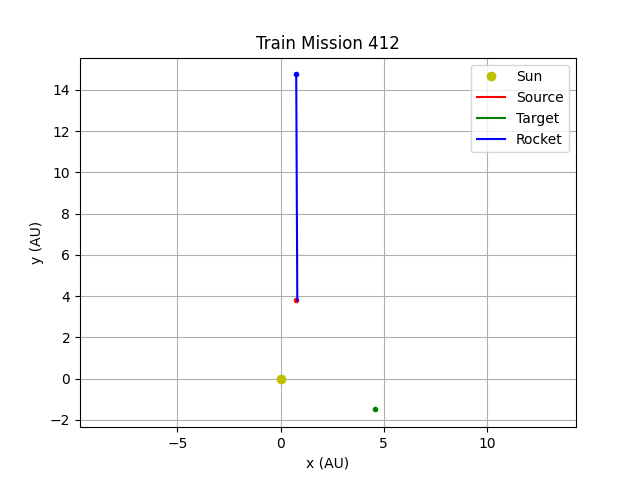 Train Mission 412
Sun
Source
Target
Rocket
14
12
10
8
6
4
2
0
−2
y (AU)
−5
0
5
10
x (AU)